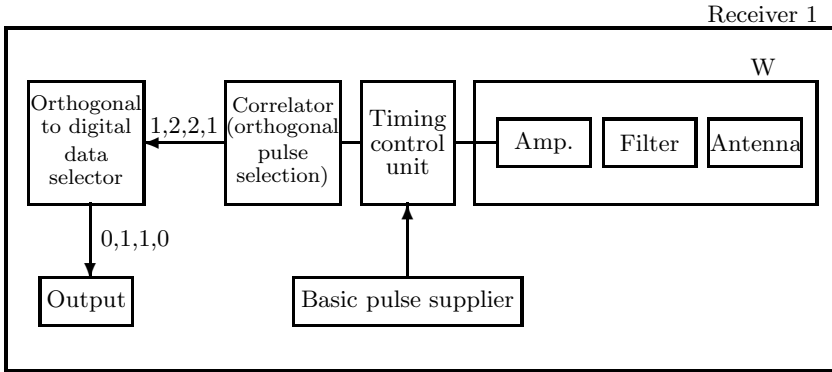 Receiver 1
W
Orthogonal
to digital
data
selector
1,2,2,1
Correlator
(orthogonal
pulse
selection)
Timing
control
unit
Amp.
Filter
Antenna
0,1,1,0
Output
Basic pulse supplier